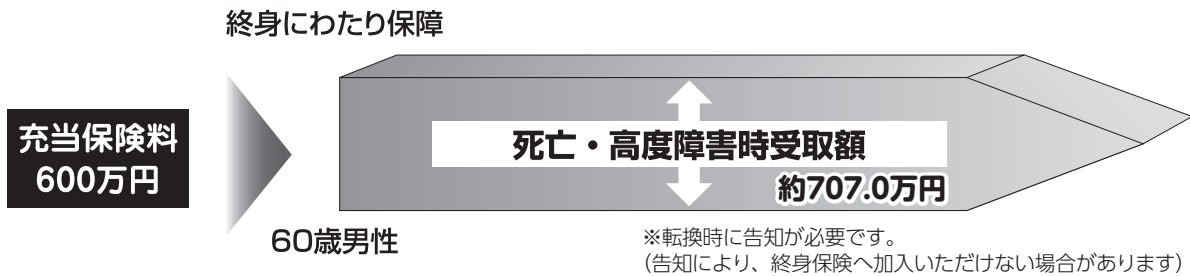 終身にわたり保障
充当保険料
600万円
死亡・高度障害時受取額
約707.0万円
60歳男性
※転換時に告知が必要です。
（告知により、終身保険へ加入いただけない場合があります）